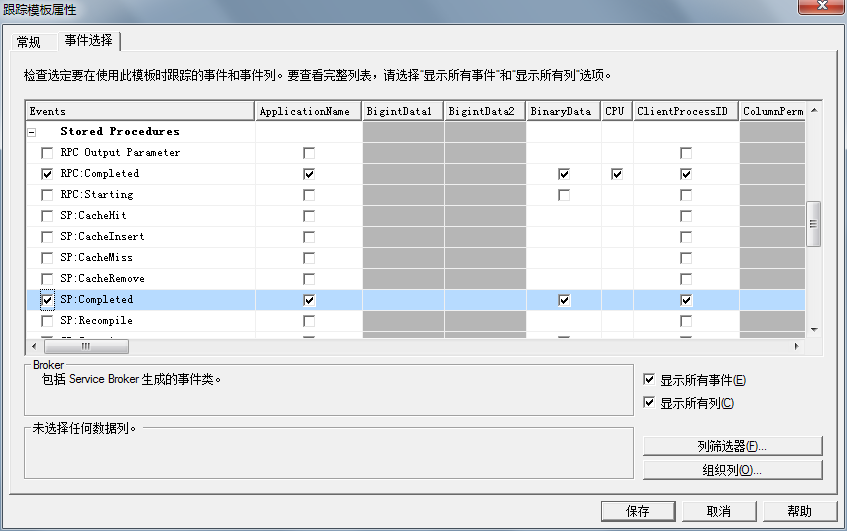 跟踪模板属性
常规 事件选择
检查选定要在使用此模板时跟踪的事件和事件列。要查看完整列表，请选择"显示所有事件"和"显示所有列"选项。
Events ApplicationName BigintData1 BigintData2 BinaryData CPU ClientProcessID ColumnPerm
Stored Procedures
RPC Output Parameter
RPC:Completed
RPC:Starting
SP:CacheHit
SP:CacheInsert
SP:CacheMiss
SP:CacheRemove
SP:Completed
SP:Recompile
Broker
包括 Service Broker 生成的事件类。
显示所有事件(E)
显示所有列(C)
未选择任何数据列。
列筛选器(F)...
组织列(O)...
保存 取消 帮助